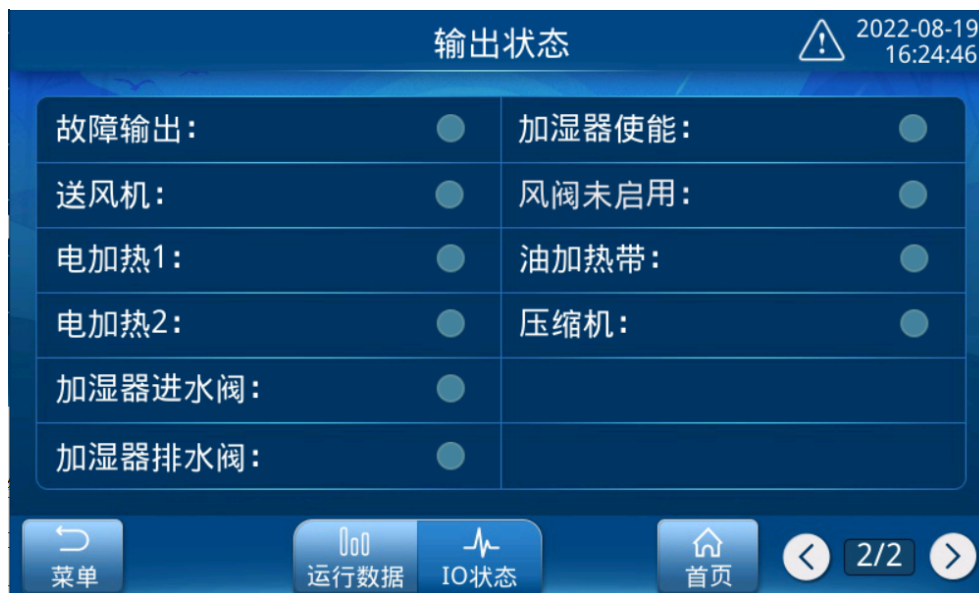 输出状态
2022-08-19
16:24:46
故障输出：
加湿器使能：
送风机：
风阀未启用：
电加热1：
油加热带：
电加热2：
压缩机：
加湿器进水阀：
加湿器排水阀：
菜单
运行数据
IO状态
首页
2/2